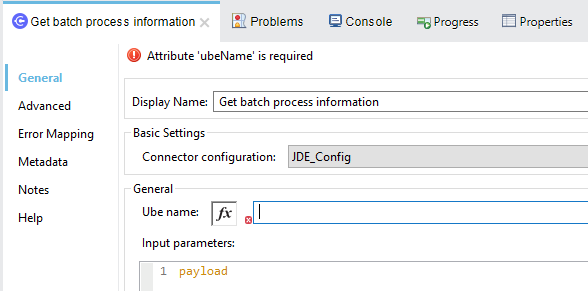 Get batch process information
Problems
Console
Progress
Properties
Attribute 'ubeName' is required
General
Advanced
Error Mapping
Metadata
Notes
Help
Display Name: Get batch process information
Basic Settings
Connector configuration: JDE_Config
General
Ube name: fx
Input parameters:
1 payload